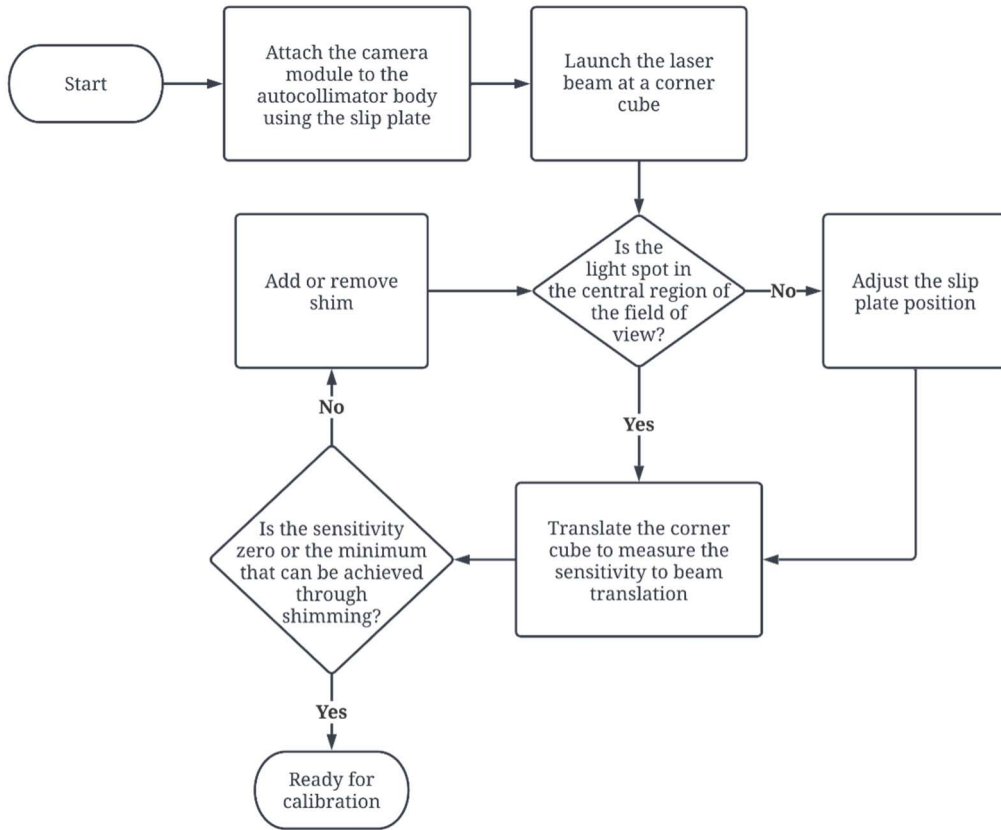 Start
Attach the camera
module to the
autocollimator body
using the slip plate
Launch the laser
beam at a corner
cube
Is the
light spot in
the central region of
the field of
view?
No
Adjust the slip
plate position
Yes
Translate the corner
cube to measure the
sensitivity to beam
translation
Is the sensitivity
zero or the minimum
that can be achieved
through
shimming?
No
Add or remove
shim
Yes
Ready for
calibration